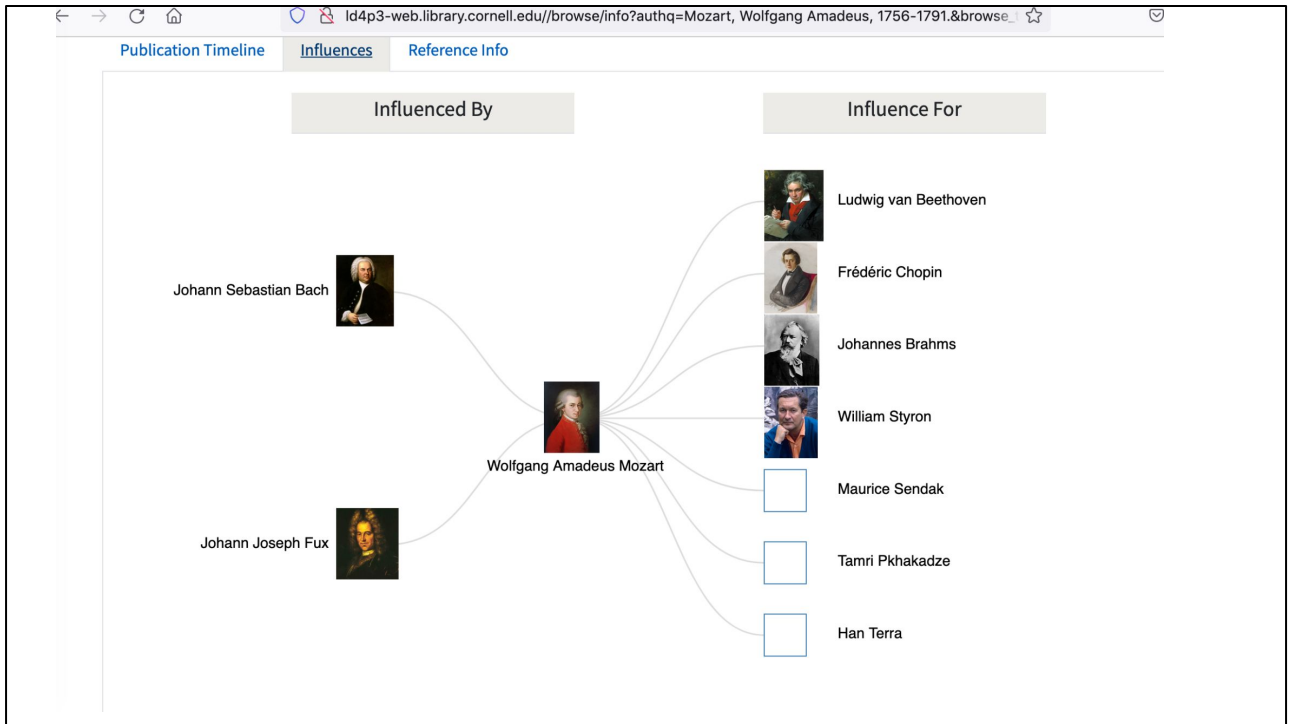 ld4p3-web.library.cornell.edu//browse/info?authq=Mozart, Wolfgang Amadeus, 1756-1791.&browse_
Publication Timeline Influences Reference Info
Influenced By Influence For
Ludwig van Beethoven
Frédéric Chopin
Johann Sebastian Bach
Johannes Brahms
William Styron
Wolfgang Amadeus Mozart
Maurice Sendak
Johann Joseph Fux
Tamri Pkhakadze
Han Terra